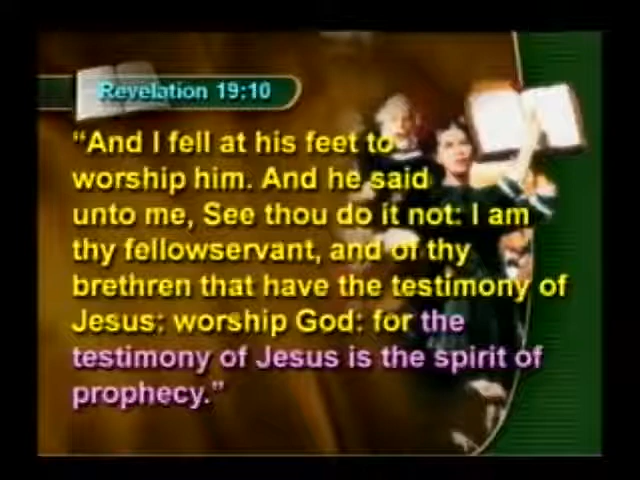 Revelation 19:10
“And I fell at his feet to
worship him. And he said
unto me, See thou do it not: I am
thy fellowservant, and of thy
brethren that have the testimony of
Jesus: worship God: for the
testimony of Jesus is the spirit of
prophecy.”